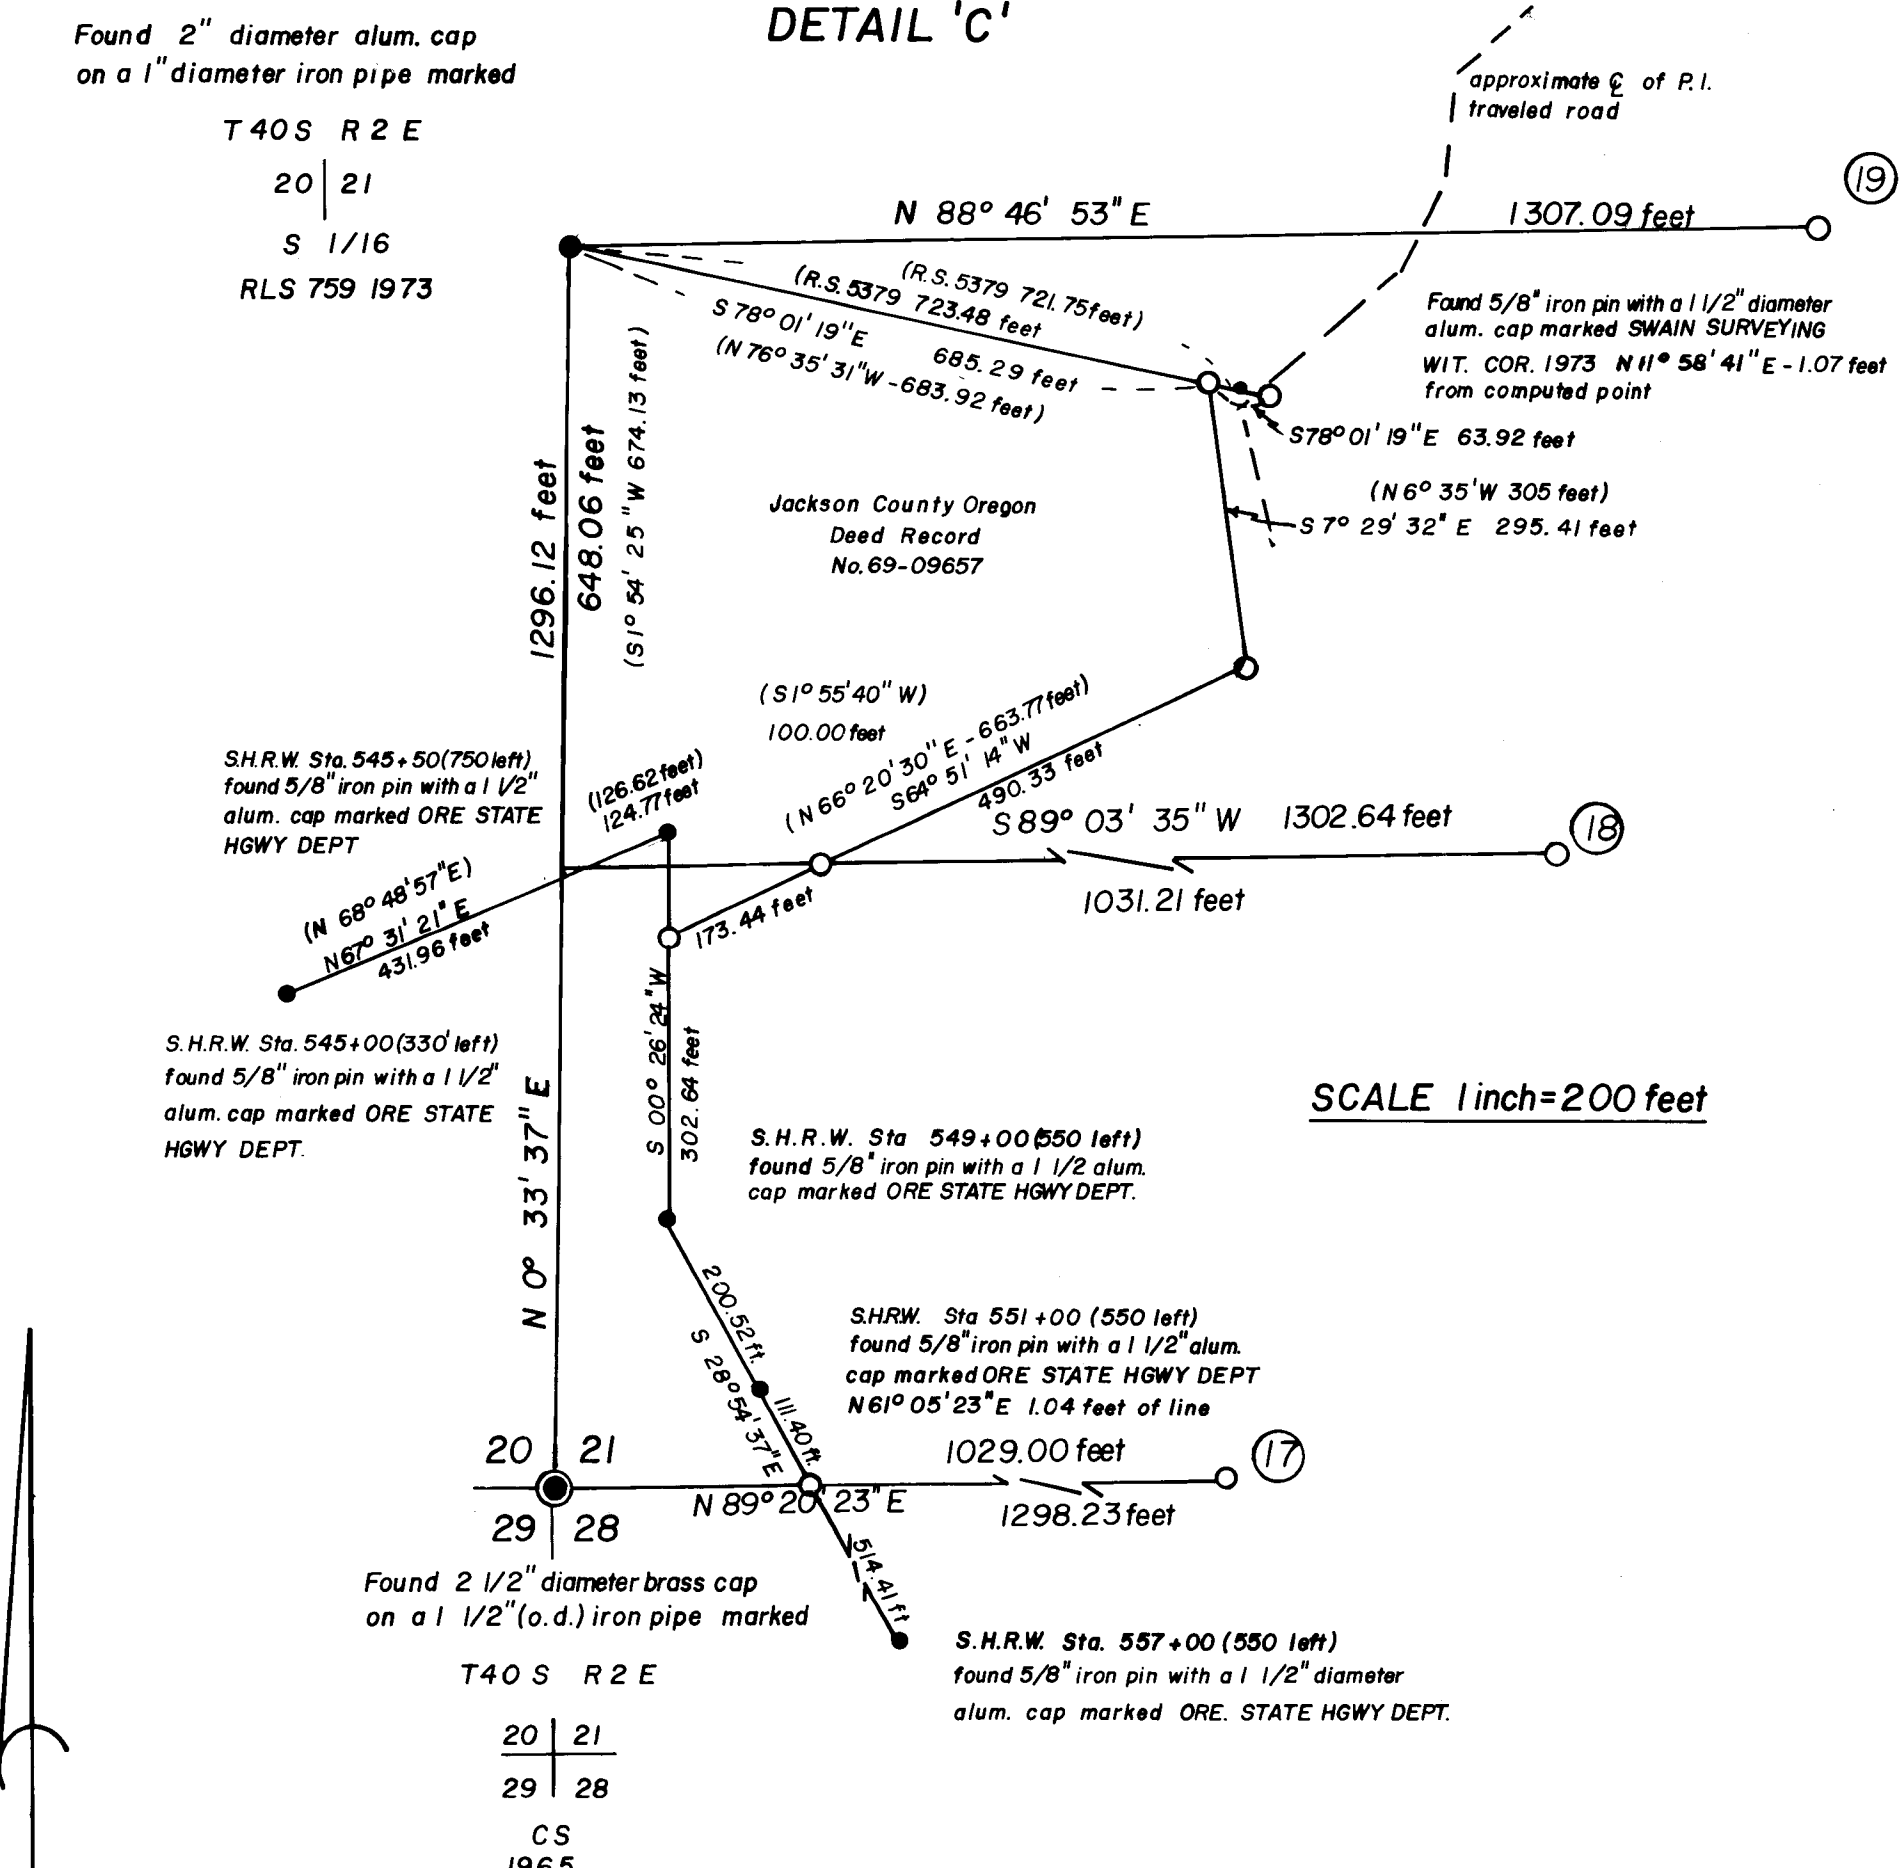 DETAIL 'C'
Found 2" diameter alum. cap
on a 1" diameter iron pipe marked
T 40 S R 2 E
20 21
S 1/16
RLS 759 1973
approximate ℄ of P.I.
traveled road
19
N 88° 46' 53" E
1307.09 feet
(R.S. 5379 721.75 feet)
(R.S. 5379 723.48 feet
S 78° 01' 19" E 685.29 feet
(N 76° 35' 31" W - 683.92 feet)
Found 5/8" iron pin with a 1 1/2" diameter
alum. cap marked SWAIN SURVEYING
WIT. COR. 1973 N 11° 58' 41" E - 1.07 feet
from computed point
S 78° 01' 19" E 63.92 feet
(N 6° 35' W 305 feet)
S 7° 29' 32" E 295.41 feet
1296.12 feet
648.06 feet
(S 1° 54' 25" W 674.13 feet)
Jackson County Oregon
Deed Record
No. 69-09657
(S 1° 55' 40" W)
100.00 feet
(N 66° 20' 30" E - 663.77 feet)
S 64° 51' 14" W
490.33 feet
S.H.R.W. Sta. 545+50 (750 left)
found 5/8" iron pin with a 1 1/2"
alum. cap marked ORE STATE
HGWY DEPT
(126.62 feet)
124.77 feet
S 89° 03' 35" W 1302.64 feet
18
1031.21 feet
173.44 feet
(N 68° 48' 57" E)
N 67° 31' 21" E
431.96 feet
S.H.R.W. Sta. 545+00 (330' left)
found 5/8" iron pin with a 1 1/2"
alum. cap marked ORE STATE
HGWY DEPT.
S 00° 26' 24" W
302.64 feet
SCALE 1 inch = 200 feet
N 0° 33' 37" E
S.H.R.W. Sta 549+00 (550 left)
found 5/8" iron pin with a 1 1/2 alum.
cap marked ORE STATE HGWY DEPT.
200.52 ft.
S 28° 54' 37" E
111.40 ft.
S.H.R.W. Sta 551+00 (550 left)
found 5/8" iron pin with a 1 1/2" alum.
cap marked ORE STATE HGWY DEPT
N 61° 05' 23" E 1.04 feet of line
20 21
29 28
1029.00 feet
17
N 89° 20' 23" E
1298.23 feet
514.41 ft
Found 2 1/2" diameter brass cap
on a 1 1/2" (o.d.) iron pipe marked
S.H.R.W. Sta. 557+00 (550 left)
found 5/8" iron pin with a 1 1/2" diameter
alum. cap marked ORE. STATE HGWY DEPT.
T 40 S R 2 E
20 21
29 28
CS
1965